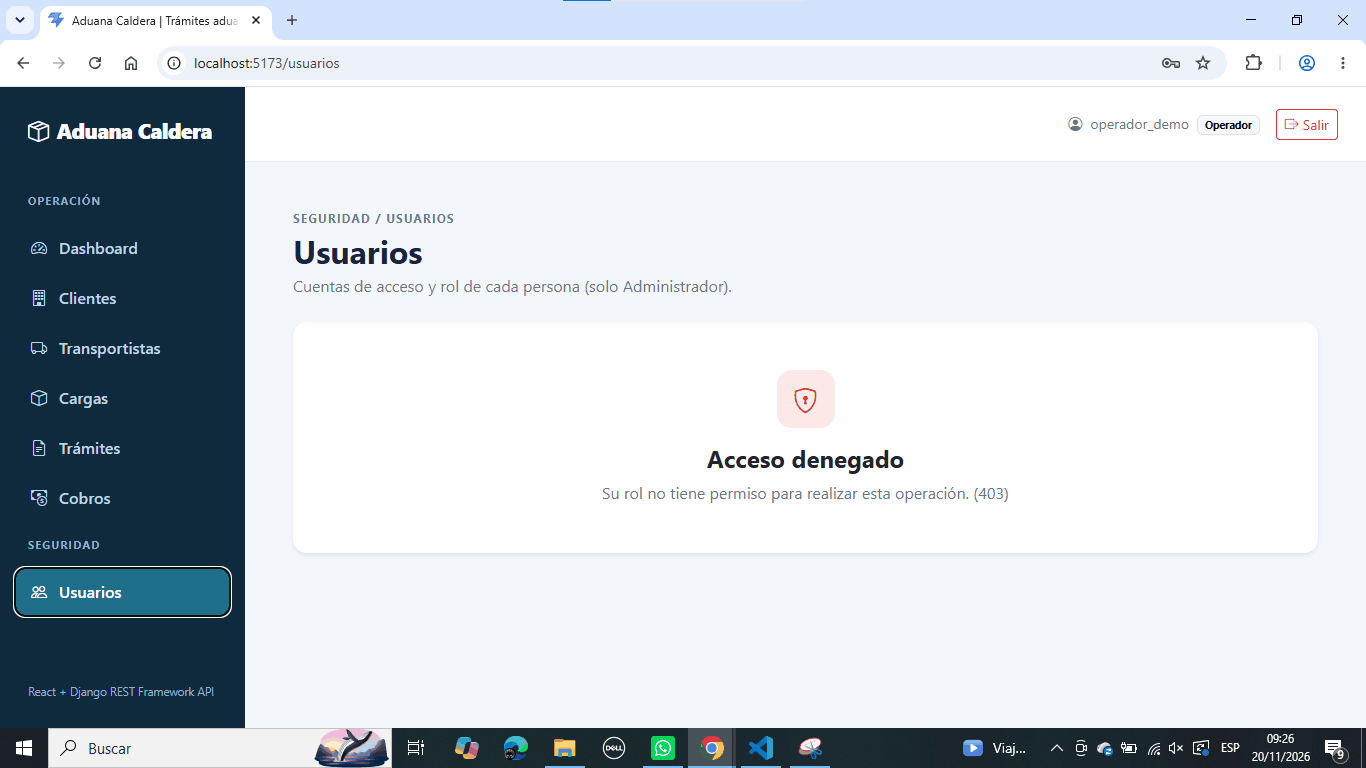 Aduana Caldera | Trámites adua
localhost:5173/usuarios
Aduana Caldera
operador_demo Operador Salir
OPERACIÓN
Dashboard
Clientes
Transportistas
Cargas
Trámites
Cobros
SEGURIDAD
Usuarios
React + Django REST Framework API
SEGURIDAD / USUARIOS
Usuarios
Cuentas de acceso y rol de cada persona (solo Administrador).
Acceso denegado
Su rol no tiene permiso para realizar esta operación. (403)
Buscar
DELL
Viaj...
ESP
09:26
20/11/2026
9